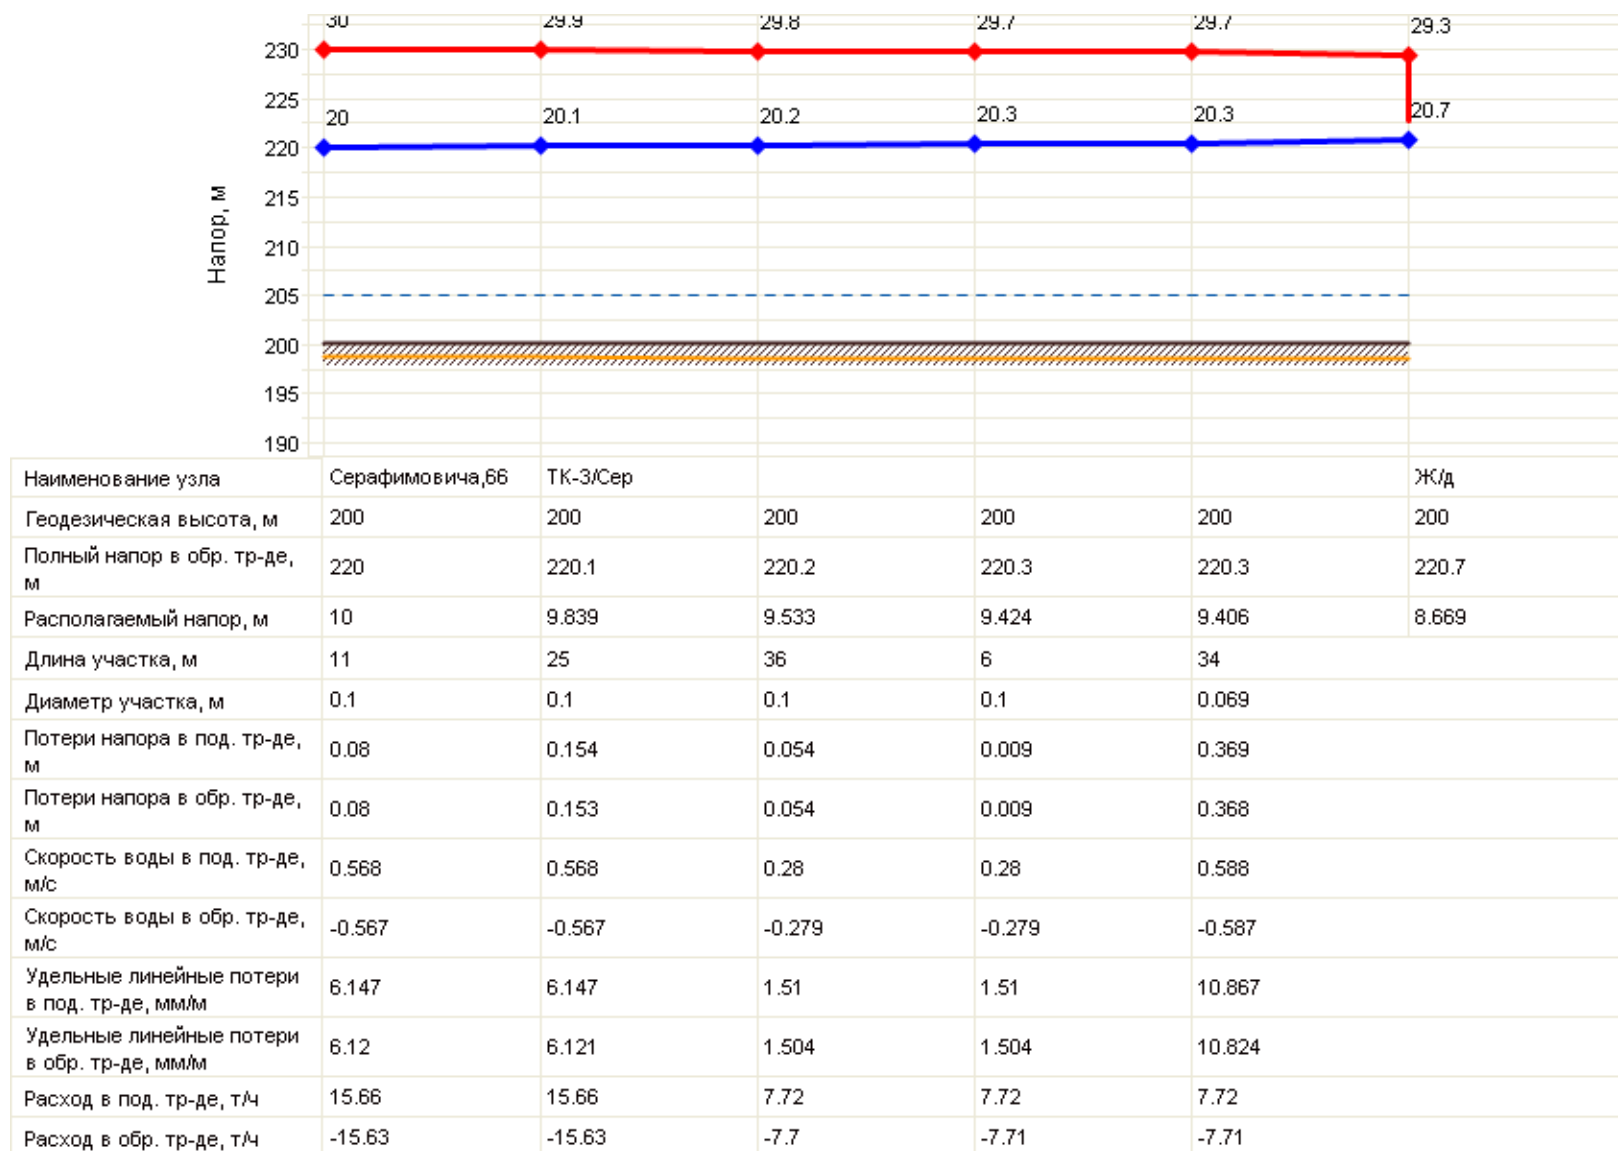 30 29.9 29.8 29.7 29.7 29.3
230
225
20 20.1 20.2 20.3 20.3 20.7
220
215
Напор, м
210
205
200
195
190
Наименование узла Серафимовича,66 ТК-3/Сер Ж/д
Геодезическая высота, м 200 200 200 200 200 200
Полный напор в обр. тр-де,
м 220 220.1 220.2 220.3 220.3 220.7
Располагаемый напор, м 10 9.839 9.533 9.424 9.406 8.669
Длина участка, м 11 25 36 6 34
Диаметр участка, м 0.1 0.1 0.1 0.1 0.069
Потери напора в под. тр-де,
м 0.08 0.154 0.054 0.009 0.369
Потери напора в обр. тр-де,
м 0.08 0.153 0.054 0.009 0.368
Скорость воды в под. тр-де,
м/с 0.568 0.568 0.28 0.28 0.588
Скорость воды в обр. тр-де,
м/с -0.567 -0.567 -0.279 -0.279 -0.587
Удельные линейные потери
в под. тр-де, мм/м 6.147 6.147 1.51 1.51 10.867
Удельные линейные потери
в обр. тр-де, мм/м 6.12 6.121 1.504 1.504 10.824
Расход в под. тр-де, т/ч 15.66 15.66 7.72 7.72 7.72
Расход в обр. тр-де, т/ч -15.63 -15.63 -7.7 -7.71 -7.71